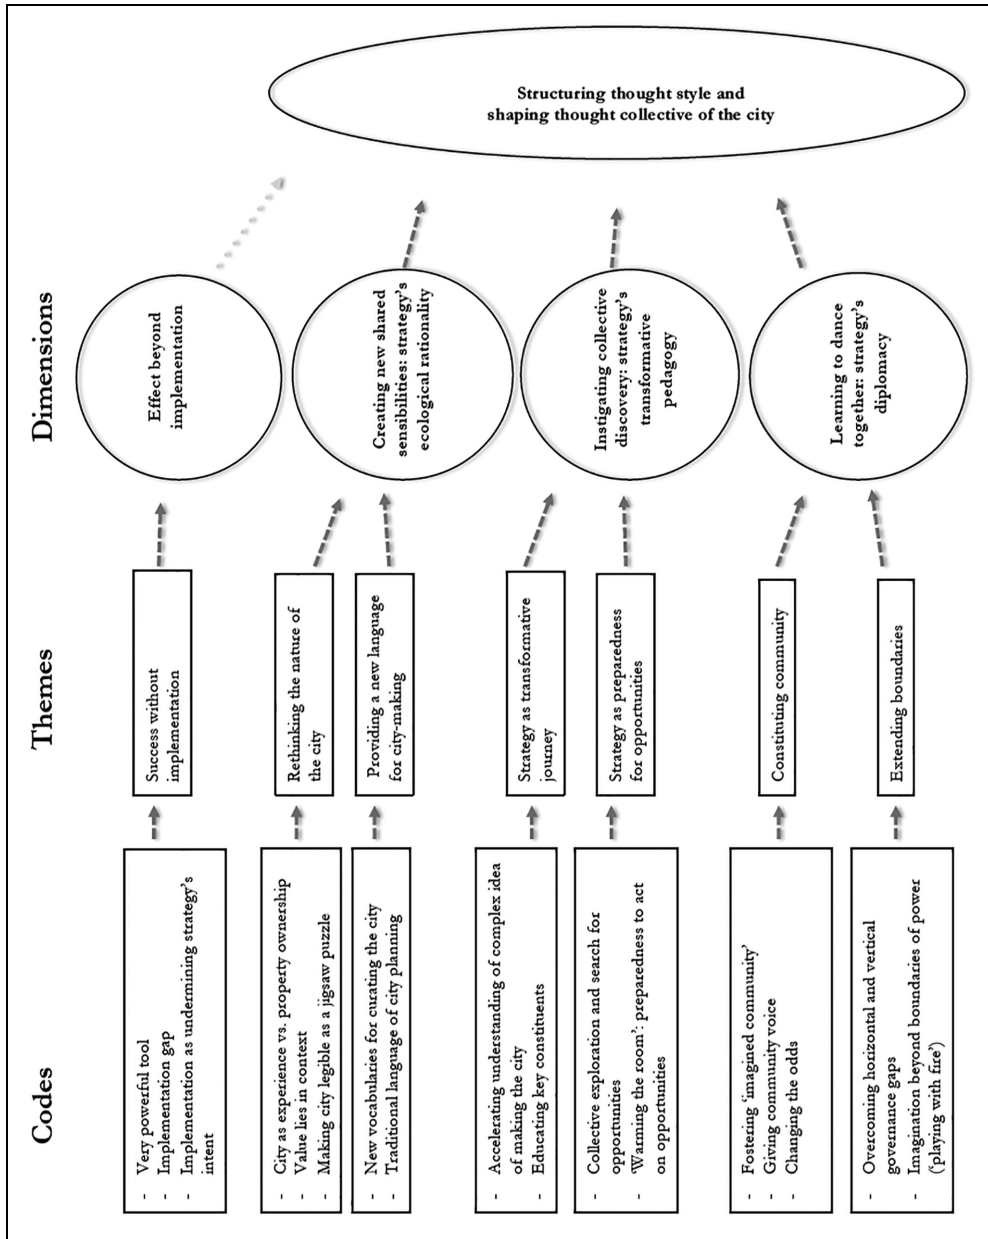 Codes
Themes
Dimensions
- Very powerful tool
- Implementation gap
- Implementation as undermining strategy's
intent
Success without
implementation
Effect beyond
implementation
- City as experience vs. property ownership
- Value lies in context
- Making city legible as a jigsaw puzzle
Rethinking the nature of
the city
- New vocabularies for curating the city
- Traditional language of city planning
Providing a new language
for city-making
Creating new shared
sensibilities: strategy's
ecological rationality
- Accelerating understanding of complex idea
of making the city
- Educating key constituents
Strategy as transformative
journey
- Collective exploration and search for
opportunities
- 'Warming the room': preparedness to act
on opportunities
Strategy as preparedness
for opportunities
Instigating collective
discovery: strategy's
transformative
pedagogy
- Fostering 'imagined community'
- Giving community voice
- Changing the odds
Constituting community
- Overcoming horizontal and vertical
governance gaps
- Imagination beyond boundaries of power
('playing with fire')
Extending boundaries
Learning to dance
together: strategy's
diplomacy
Structuring thought style and
shaping thought collective of the city